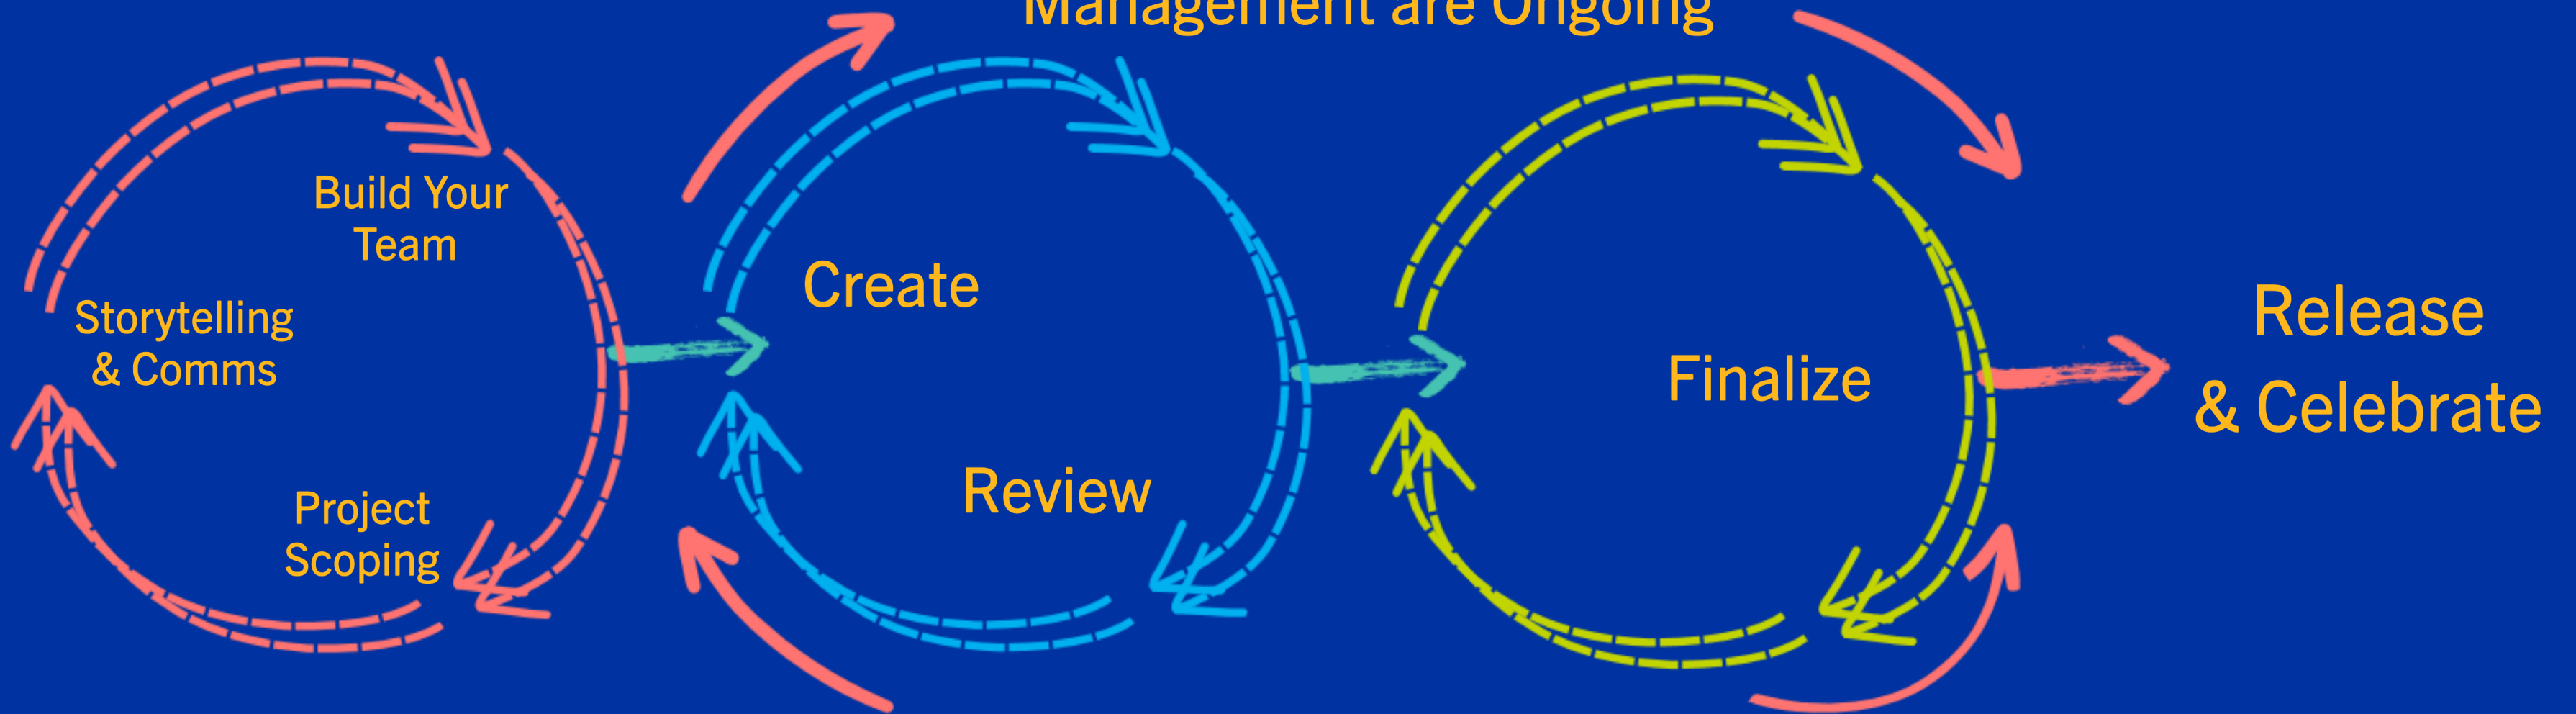 Management are Ongoing
Build Your
Team
Storytelling
& Comms
Project
Scoping
Create
Review
Finalize
Release
& Celebrate